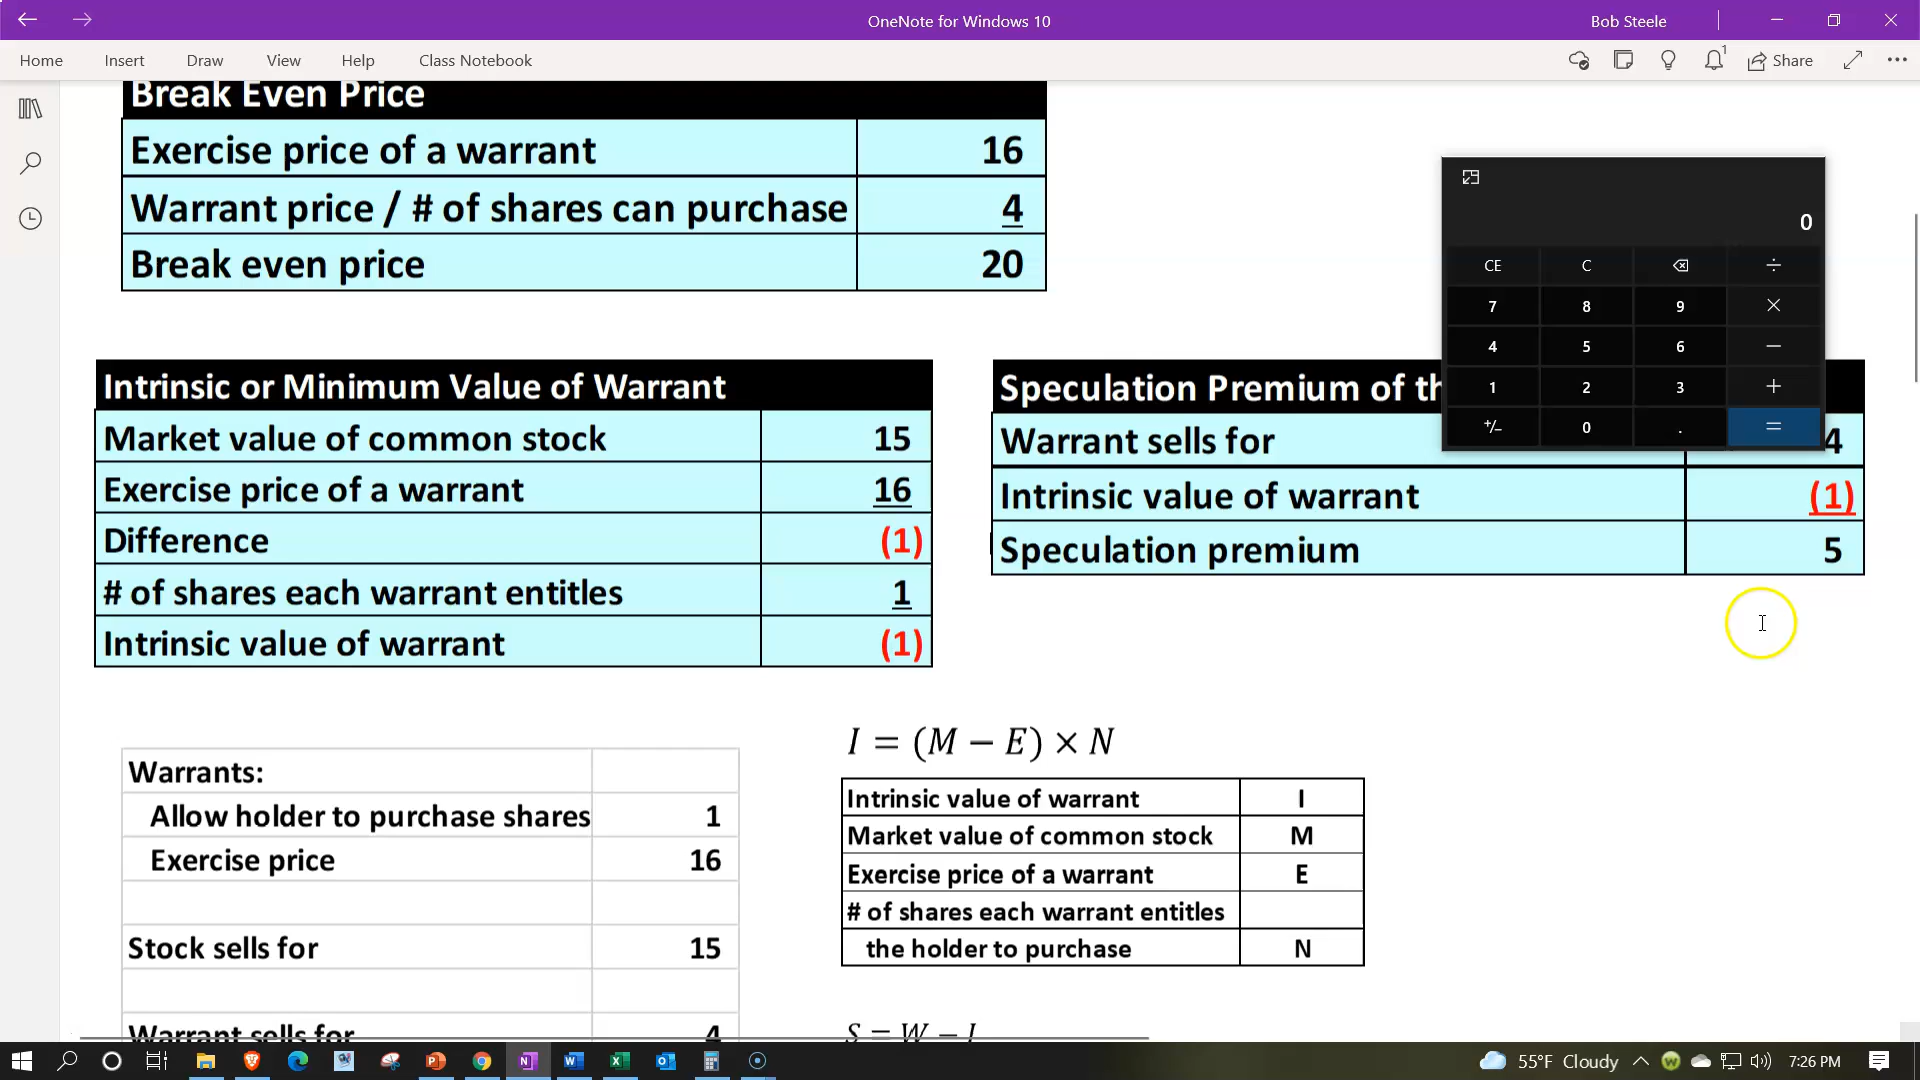 OneNote for Windows 10
Bob Steele
Home Insert Draw View Help Class Notebook
1
Share
Break Even Price
Exercise price of a warrant 16
Warrant price / # of shares can purchase 4
Break even price 20
0
CE C ÷
7 8 9 ×
4 5 6 −
1 2 3 +
+/− 0 . =
Intrinsic or Minimum Value of Warrant
Market value of common stock 15
Exercise price of a warrant 16
Difference (1)
# of shares each warrant entitles 1
Intrinsic value of warrant (1)
Speculation Premium of
Warrant sells for 4
Intrinsic value of warrant (1)
Speculation premium 5
Warrants:
Allow holder to purchase shares 1
Exercise price 16
Stock sells for 15
Warrant sells for 4
I = (M − E) × N
Intrinsic value of warrant I
Market value of common stock M
Exercise price of a warrant E
# of shares each warrant entitles
the holder to purchase N
S = W − I
55°F Cloudy
7:26 PM